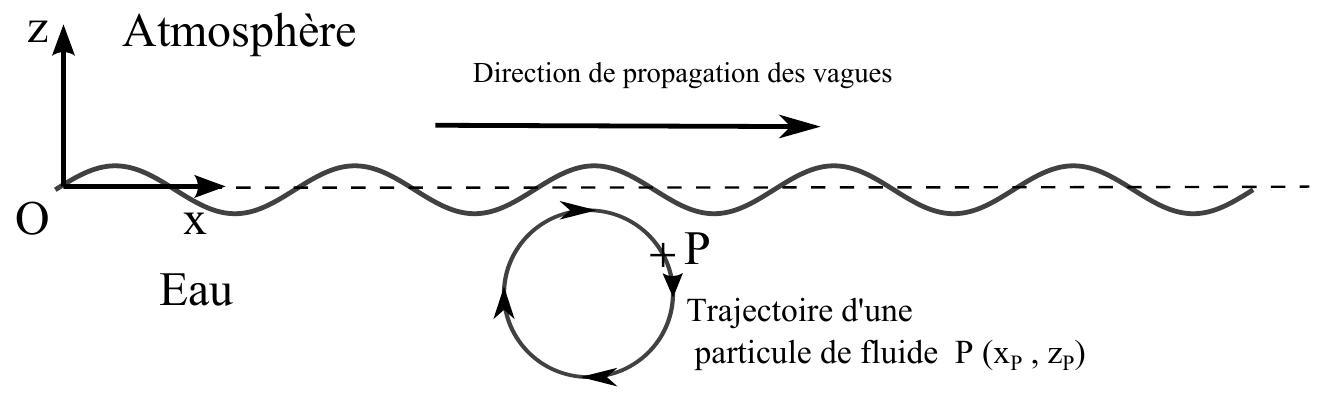 z
Atmosphère
Direction de propagation des vagues
O
x
P
Eau
Trajectoire d'une
particule de fluide P (xₚ , zₚ)